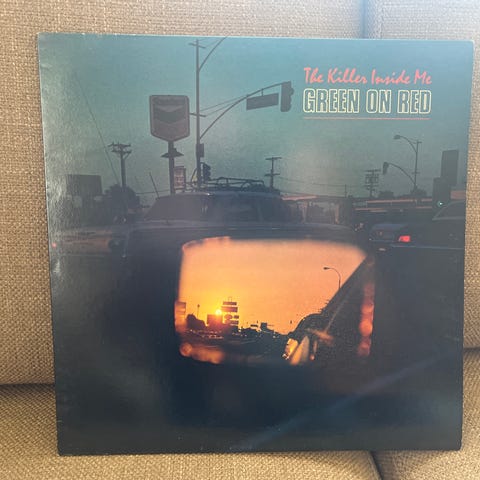 The Killer Inside Me
GREEN ON RED